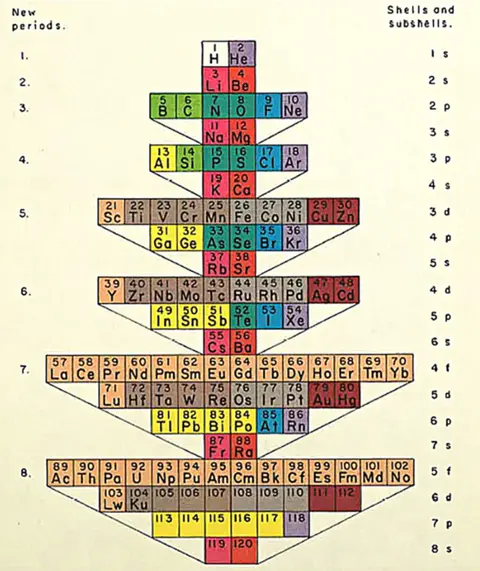 New periods.
Shells and subshells.
1.
1 2
H He
1 s
2.
3 4
Li Be
2 s
3.
5 6 7 8 9 10
B C N O F Ne
2 p
11 12
Na Mg
3 s
4.
13 14 15 16 17 18
Al Si P S Cl Ar
3 p
19 20
K Ca
4 s
5.
21 22 23 24 25 26 27 28 29 30
Sc Ti V Cr Mn Fe Co Ni Cu Zn
3 d
31 32 33 34 35 36
Ga Ge As Se Br Kr
4 p
37 38
Rb Sr
5 s
6.
39 40 41 42 43 44 45 46 47 48
Y Zr Nb Mo Tc Ru Rh Pd Ag Cd
4 d
49 50 51 52 53 54
In Sn Sb Te I Xe
5 p
55 56
Cs Ba
6 s
7.
57 58 59 60 61 62 63 64 65 66 67 68 69 70
La Ce Pr Nd Pm Sm Eu Gd Tb Dy Ho Er Tm Yb
4 f
71 72 73 74 75 76 77 78 79 80
Lu Hf Ta W Re Os Ir Pt Au Hg
5 d
81 82 83 84 85 86
Tl Pb Bi Po At Rn
6 p
87 88
Fr Ra
7 s
8.
89 90 91 92 93 94 95 96 97 98 99 100 101 102
Ac Th Pa U Np Pu Am Cm Bk Cf Es Fm Md No
5 f
103 104 105 106 107 108 109 110 111 112
Lw Ku
6 d
113 114 115 116 117 118
7 p
119 120
8 s